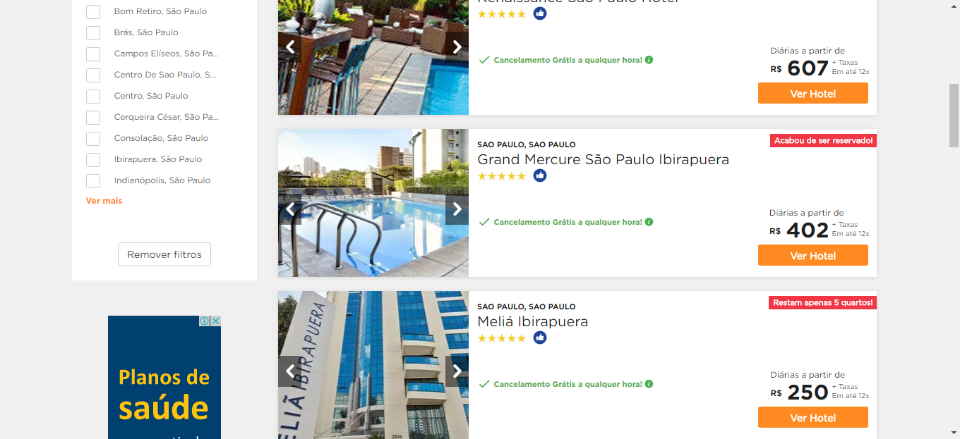 Bom Retiro, São Paulo
Brás, São Paulo
Campos Elíseos, São Pa...
Centro De Sao Paulo, S...
Centro, São Paulo
Cerqueira César, São Pa...
Consolação, São Paulo
Ibirapuera, São Paulo
Indianópolis, São Paulo
Ver mais
Remover filtros
Planos de
saúde
Renaissance São Paulo Hotel
Cancelamento Grátis a qualquer hora!
Diárias a partir de
R$ 607 + Taxas
Em até 12x
Ver Hotel
SAO PAULO, SAO PAULO
Acabou de ser reservado!
Grand Mercure São Paulo Ibirapuera
Cancelamento Grátis a qualquer hora!
Diárias a partir de
R$ 402 + Taxas
Em até 12x
Ver Hotel
MELIÁ IBIRAPUERA
SAO PAULO, SAO PAULO
Restam apenas 5 quartos!
Meliá Ibirapuera
Cancelamento Grátis a qualquer hora!
Diárias a partir de
R$ 250 + Taxas
Em até 12x
Ver Hotel